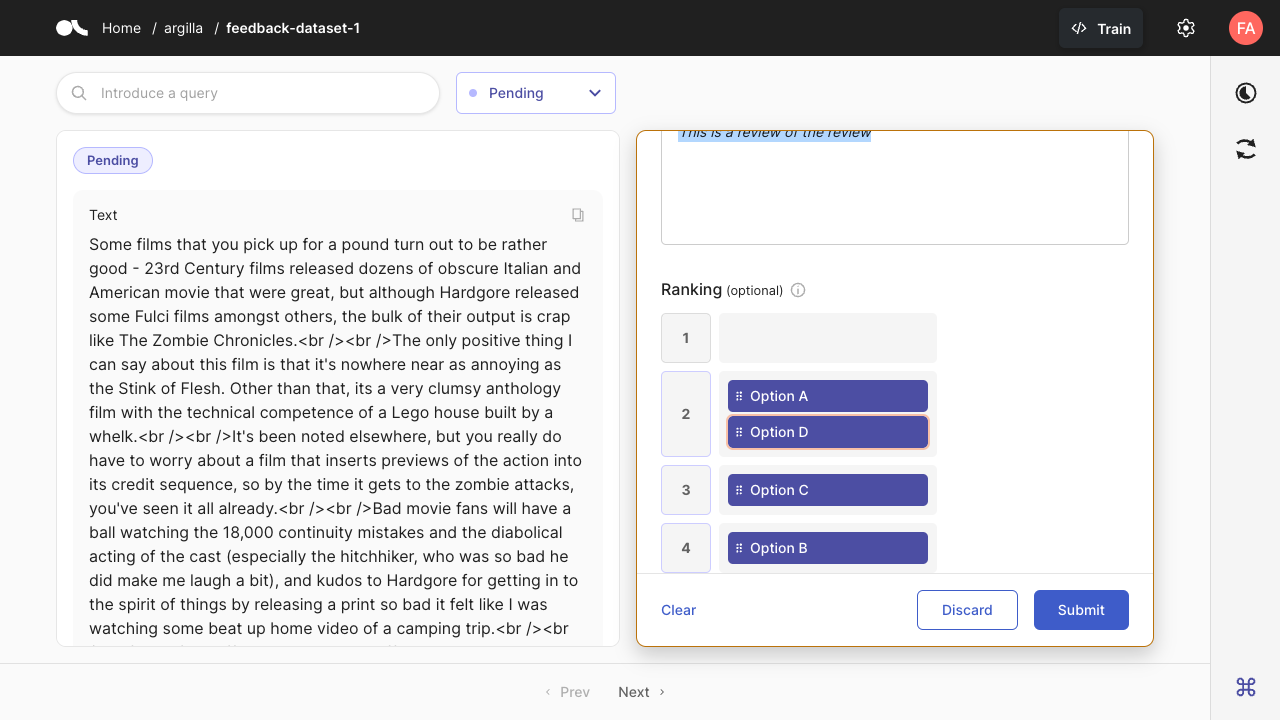 Home / argilla / feedback-dataset-1
Train
FA
Introduce a query
Pending
Pending
Text
Some films that you pick up for a pound turn out to be rather
good - 23rd Century films released dozens of obscure Italian and
American movie that were great, but although Hardgore released
some Fulci films amongst others, the bulk of their output is crap
like The Zombie Chronicles.<br /><br />The only positive thing I
can say about this film is that it's nowhere near as annoying as
the Stink of Flesh. Other than that, its a very clumsy anthology
film with the technical competence of a Lego house built by a
whelk.<br /><br />It's been noted elsewhere, but you really do
have to worry about a film that inserts previews of the action into
its credit sequence, so by the time it gets to the zombie attacks,
you've seen it all already.<br /><br />Bad movie fans will have a
ball watching the 18,000 continuity mistakes and the diabolical
acting of the cast (especially the hitchhiker, who was so bad he
did make me laugh a bit), and kudos to Hardgore for getting in to
the spirit of things by releasing a print so bad it felt like I was
watching some beat up home video of a camping trip.<br /><br
This is a review of the review
Ranking (optional)
1
2
Option A
Option D
3
Option C
4
Option B
Clear
Discard
Submit
Prev
Next